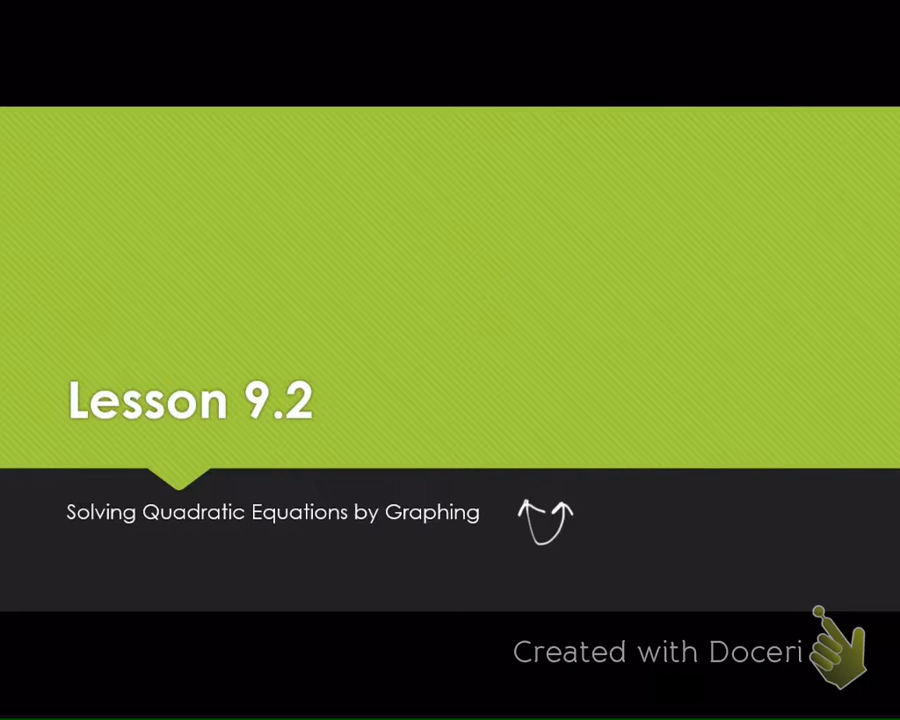 Lesson 9.2
Solving Quadratic Equations by Graphing
Created with Doceri